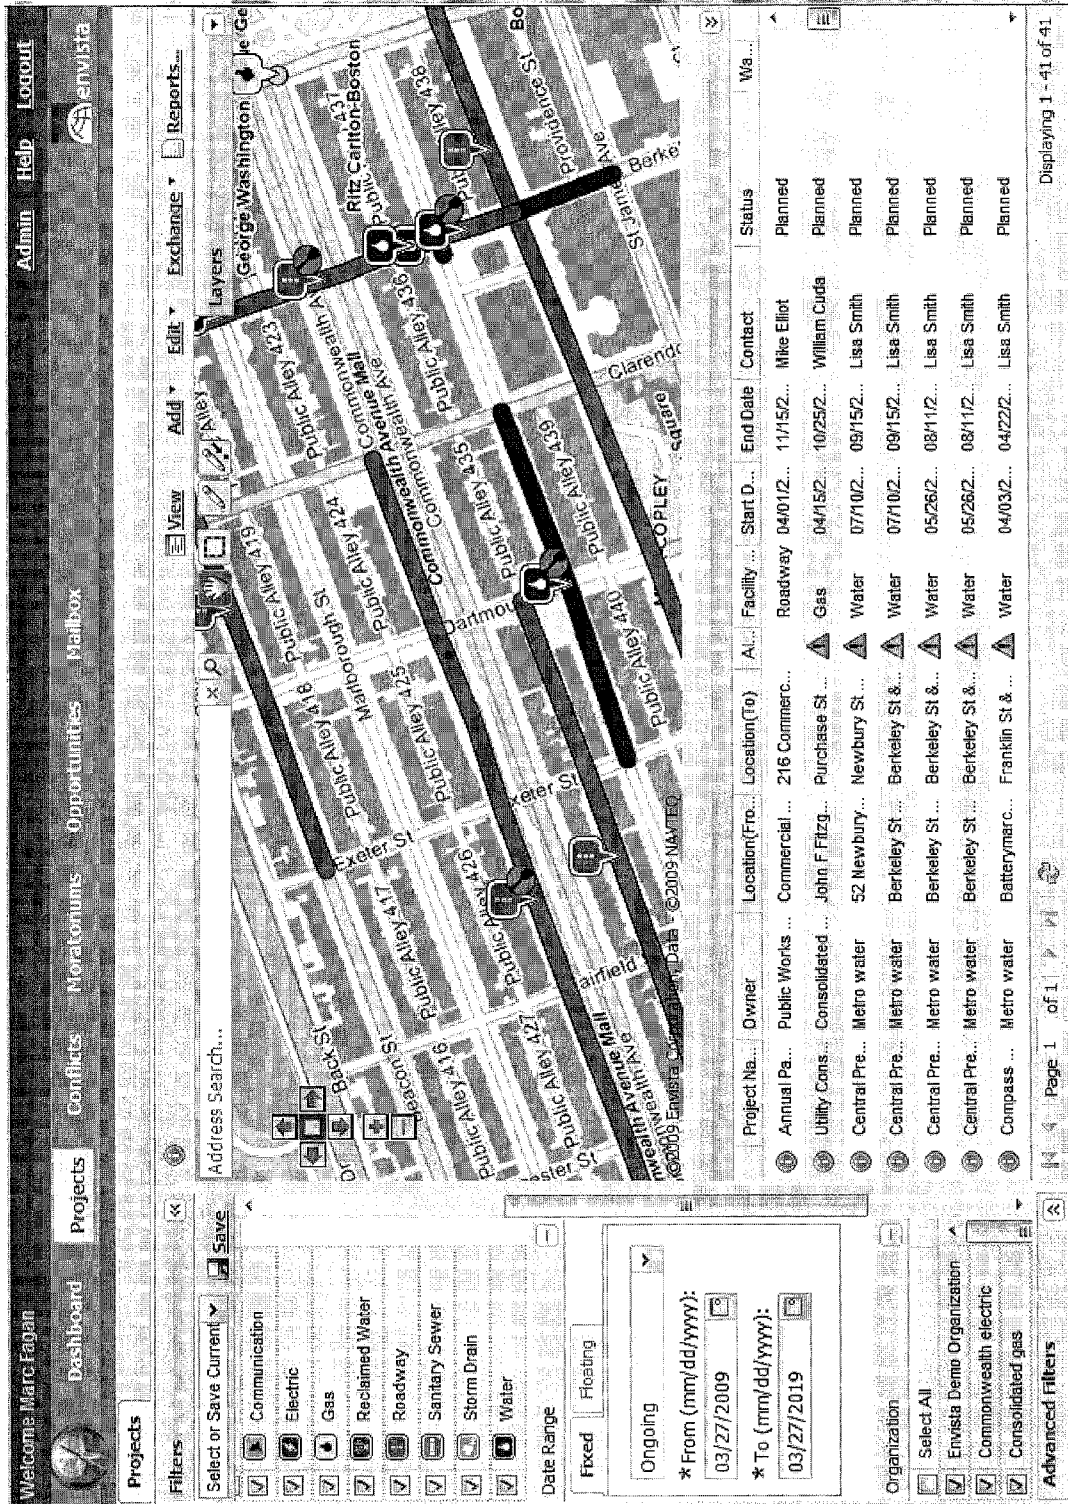 Welcome Marc Fagan
Admin Help Logout
Dashboard Projects Conflicts Moratoriums Opportunities Mailbox
envista
Projects
Filters
View Add Edit Exchange Reports...
Select or Save Current Save
Communication
Electric
Gas
Reclaimed Water
Roadway
Sanitary Sewer
Storm Drain
Water
Date Range
Fixed Floating
Ongoing
*From (mm/dd/yyyy):
03/27/2009
*To (mm/dd/yyyy):
03/27/2019
Organization
Select All
Envista Demo Organization
Commonwealth electric
Consolidated gas
Advanced Filters
Address Search...
Layers
Back St
Beacon St
Public Alley 416
Public Alley 417
Public Alley 418
Public Alley 419
Exeter St
Marlborough St
Public Alley 423
Public Alley 424
Public Alley 425
Public Alley 426
Public Alley 427
Commonwealth Avenue Mall
Commonwealth Ave
George Washington
Ritz Carlton-Boston
Public Alley 435
Public Alley 436
437
Alley 438
Public Alley 439
Public Alley 440
Dartmou
Clarendo
Providence St
St James Ave
Berke
COPLEY
Square
airfield
©2009 NAVTEQ
Project Na... Owner Location(Fro... Location(To) Al... Facility ... Start D... End Date Contact Status Wa...
Annual Pa... Public Works ... Commercial ... 216 Commerc... Roadway 04/01/2... 11/15/2... Mike Elliot Planned
Utility Cons... Consolidated ... John F Fitzg... Purchase St... Gas 04/15/2... 10/25/2... William Cuda Planned
Central Pre... Metro water 52 Newbury... Newbury St... Water 07/10/2... 09/15/2... Lisa Smith Planned
Central Pre... Metro water Berkeley St ... Berkeley St &... Water 07/10/2... 09/15/2... Lisa Smith Planned
Central Pre... Metro water Berkeley St... Berkeley St &... Water 05/26/2... 08/11/2... Lisa Smith Planned
Central Pre... Metro water Berkeley St ... Berkeley St &... Water 05/26/2... 08/11/2... Lisa Smith Planned
Compass ... Metro water Batterymarc... Franklin St &... Water 04/03/2... 04/22/2... Lisa Smith Planned
Page 1 of 1
Displaying 1 - 41 of 41